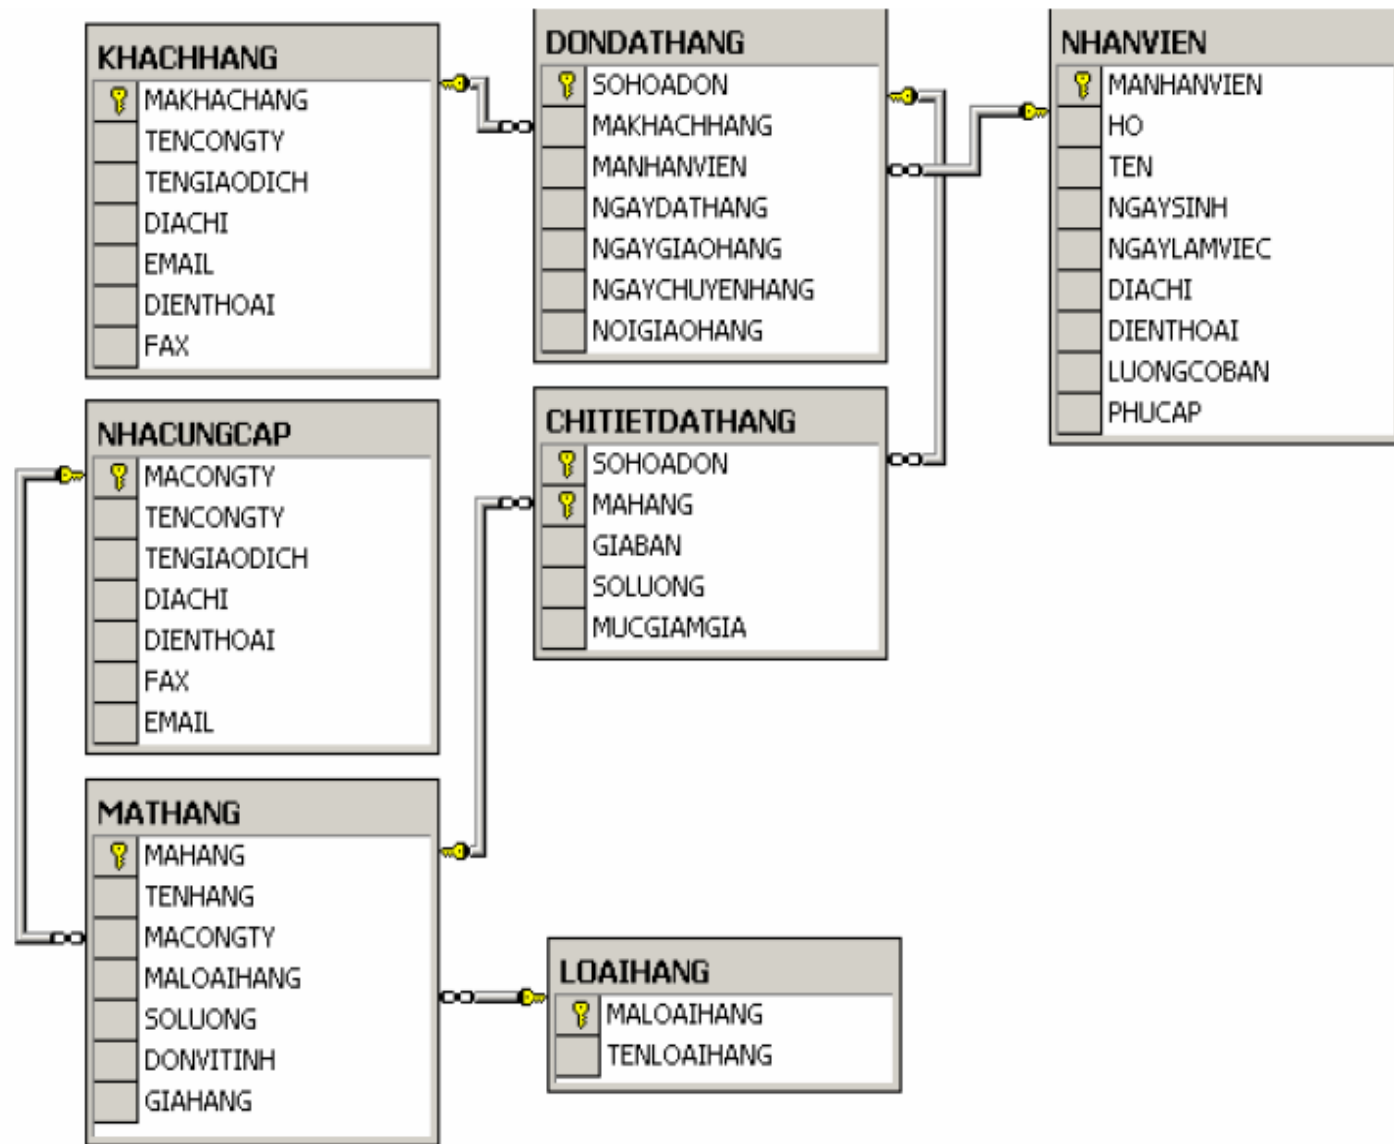 KHACHHANG
MAKHACHANG
TENCONGTY
TENGIAODICH
DIACHI
EMAIL
DIENTHOAI
FAX
DONDATHANG
SOHOADON
MAKHACHHANG
MANHANVIEN
NGAYDATHANG
NGAYGIAOHANG
NGAYCHUYENHANG
NOIGIAOHANG
NHANVIEN
MANHANVIEN
HO
TEN
NGAYSINH
NGAYLAMVIEC
DIACHI
DIENTHOAI
LUONGCOBAN
PHUCAP
NHACUNGCAP
MACONGTY
TENCONGTY
TENGIAODICH
DIACHI
DIENTHOAI
FAX
EMAIL
CHITIETDATHANG
SOHOADON
MAHANG
GIABAN
SOLUONG
MUCGIAMGIA
MATHANG
MAHANG
TENHANG
MACONGTY
MALOAIHANG
SOLUONG
DONVITINH
GIAHANG
LOAIHANG
MALOAIHANG
TENLOAIHANG